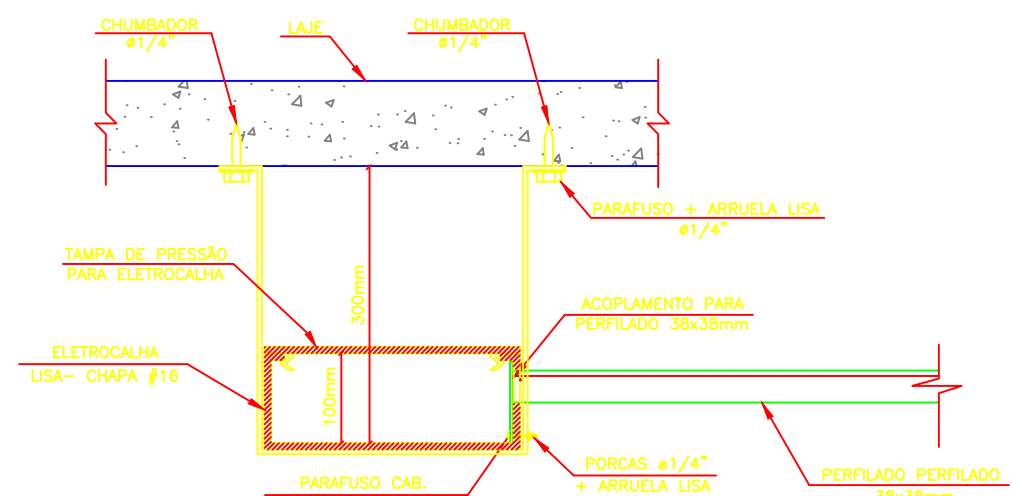 CHUMBADOR
ø1/4"
LAJE
CHUMBADOR
ø1/4"
PARAFUSO + ARRUELA LISA
ø1/4"
TAMPA DE PRESSÃO
PARA ELETROCALHA
300mm
ACOPLAMENTO PARA
PERFILADO 38x38mm
ELETROCALHA
LISA- CHAPA #16
100mm
PORCAS ø1/4"
+ ARRUELA LISA
PARAFUSO CAB.
PERFILADO PERFILADO
38x38mm